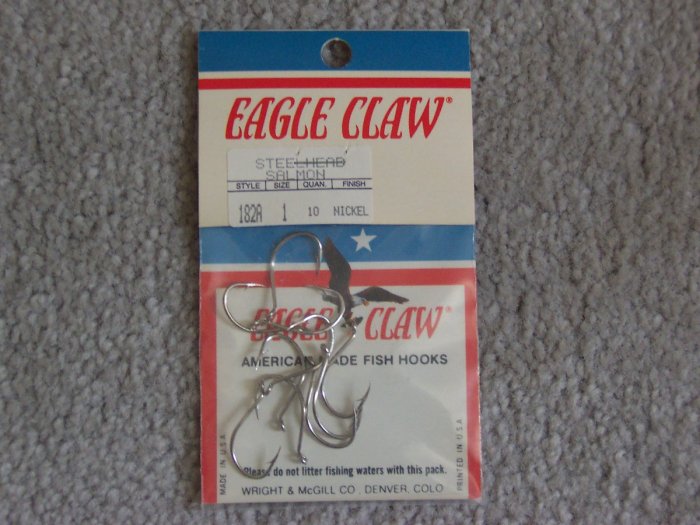 EAGLE CLAW®
STEELHEAD
SALMON
STYLE SIZE QUAN. FINISH
182A 1 10 NICKEL
EAGLE CLAW®
AMERICAN MADE FISH HOOKS
MADE IN U.S.A
PRINTED IN U.S.A
Please do not litter fishing waters with this pack.
WRIGHT & McGILL CO., DENVER, COLO